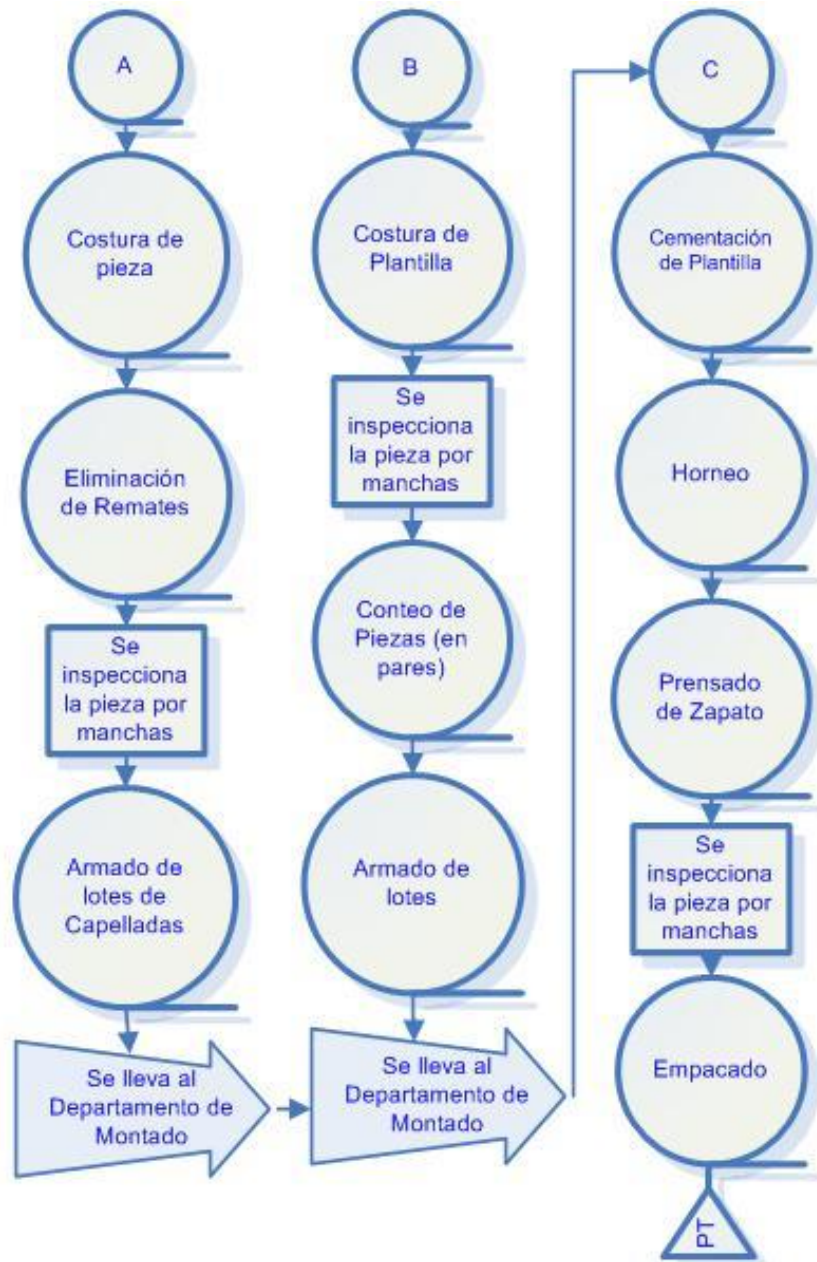 A
Costura de
pieza
Eliminación
de Remates
Se
inspecciona
la pieza por
manchas
Armado de
lotes de
Capelladas
Se lleva al
Departamento de
Montado
B
Costura de
Plantilla
Se
inspecciona
la pieza por
manchas
Conteo de
Piezas (en
pares)
Armado de
lotes
Se lleva al
Departamento de
Montado
C
Cementación
de Plantilla
Horneo
Prensado
de Zapato
Se
inspecciona
la pieza por
manchas
Empacado
PT